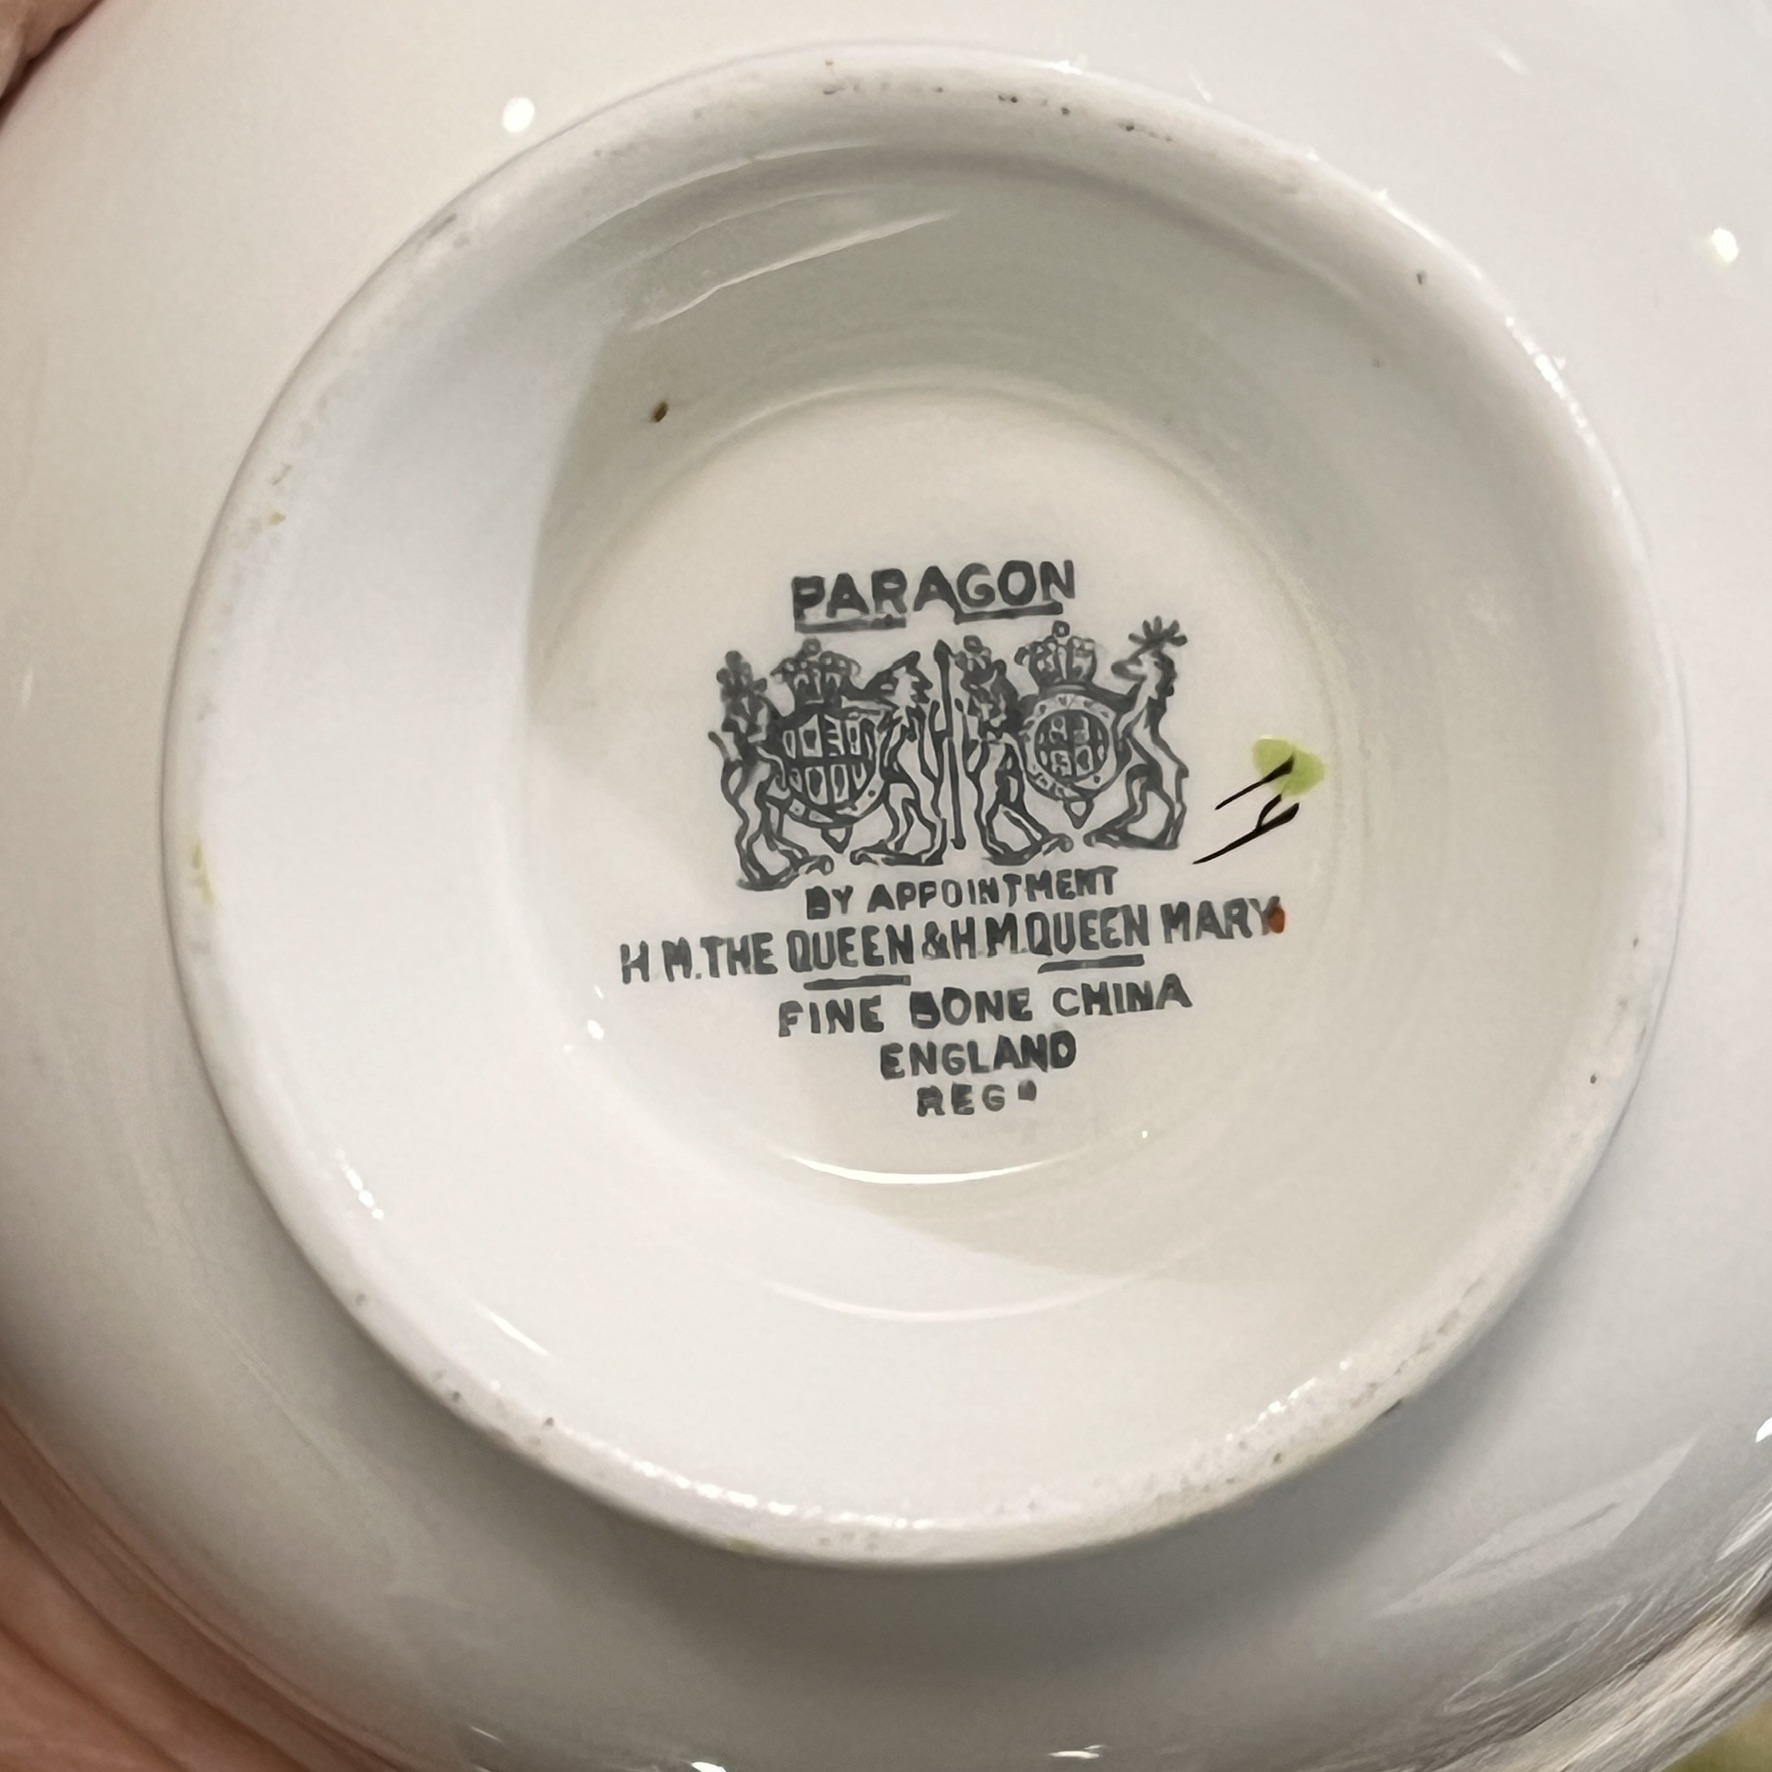 PARAGON
BY APPOINTMENT
H.M.THE QUEEN & H.M.QUEEN MARY
FINE BONE CHINA
ENGLAND
REGD